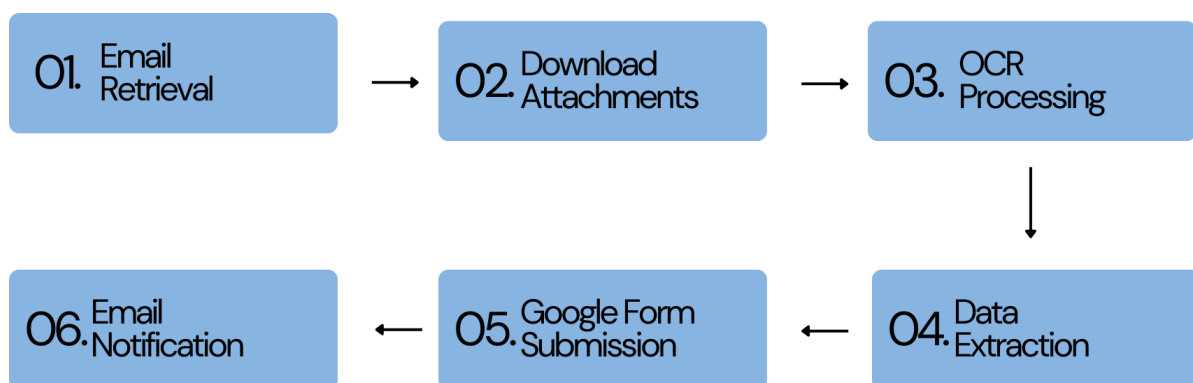 01. Email
Retrieval
02. Download
Attachments
03. OCR
Processing
04. Data
Extraction
05. Google Form
Submission
06. Email
Notification